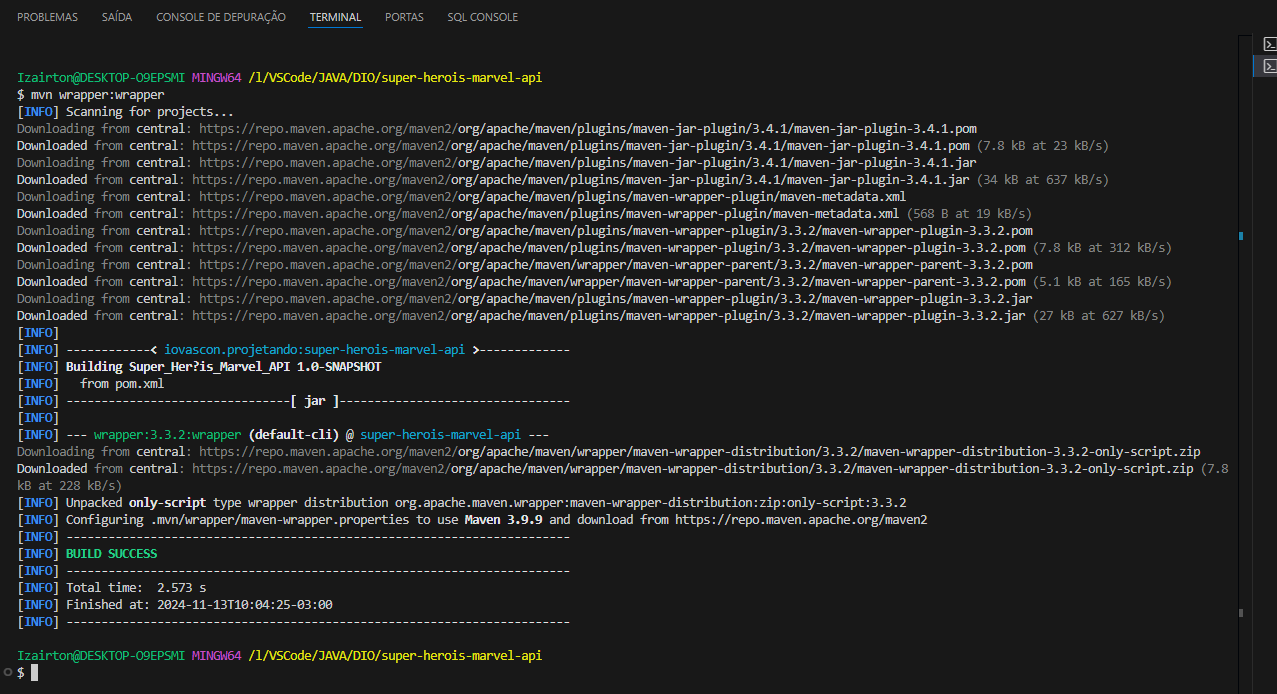 PROBLEMAS SAÍDA CONSOLE DE DEPURAÇÃO TERMINAL PORTAS SQL CONSOLE
Izairton@DESKTOP-O9EPSMI MINGW64 /l/VSCode/JAVA/DIO/super-herois-marvel-api
$ mvn wrapper:wrapper
[INFO] Scanning for projects...
Downloading from central: https://repo.maven.apache.org/maven2/org/apache/maven/plugins/maven-jar-plugin/3.4.1/maven-jar-plugin-3.4.1.pom
Downloaded from central: https://repo.maven.apache.org/maven2/org/apache/maven/plugins/maven-jar-plugin/3.4.1/maven-jar-plugin-3.4.1.pom (7.8 kB at 23 kB/s)
Downloading from central: https://repo.maven.apache.org/maven2/org/apache/maven/plugins/maven-jar-plugin/3.4.1/maven-jar-plugin-3.4.1.jar
Downloaded from central: https://repo.maven.apache.org/maven2/org/apache/maven/plugins/maven-jar-plugin/3.4.1/maven-jar-plugin-3.4.1.jar (34 kB at 637 kB/s)
Downloading from central: https://repo.maven.apache.org/maven2/org/apache/maven/plugins/maven-wrapper-plugin/maven-metadata.xml
Downloaded from central: https://repo.maven.apache.org/maven2/org/apache/maven/plugins/maven-wrapper-plugin/maven-metadata.xml (568 B at 19 kB/s)
Downloading from central: https://repo.maven.apache.org/maven2/org/apache/maven/plugins/maven-wrapper-plugin/3.3.2/maven-wrapper-plugin-3.3.2.pom
Downloaded from central: https://repo.maven.apache.org/maven2/org/apache/maven/plugins/maven-wrapper-plugin/3.3.2/maven-wrapper-plugin-3.3.2.pom (7.8 kB at 312 kB/s)
Downloading from central: https://repo.maven.apache.org/maven2/org/apache/maven/wrapper/maven-wrapper-parent/3.3.2/maven-wrapper-parent-3.3.2.pom
Downloaded from central: https://repo.maven.apache.org/maven2/org/apache/maven/wrapper/maven-wrapper-parent/3.3.2/maven-wrapper-parent-3.3.2.pom (5.1 kB at 165 kB/s)
Downloading from central: https://repo.maven.apache.org/maven2/org/apache/maven/plugins/maven-wrapper-plugin/3.3.2/maven-wrapper-plugin-3.3.2.jar
Downloaded from central: https://repo.maven.apache.org/maven2/org/apache/maven/plugins/maven-wrapper-plugin/3.3.2/maven-wrapper-plugin-3.3.2.jar (27 kB at 627 kB/s)
[INFO]
[INFO] ------------< iovascon.projetando:super-herois-marvel-api >-------------
[INFO] Building Super_Her?is_Marvel_API 1.0-SNAPSHOT
[INFO]   from pom.xml
[INFO] --------------------------------[ jar ]---------------------------------
[INFO]
[INFO] --- wrapper:3.3.2:wrapper (default-cli) @ super-herois-marvel-api ---
Downloading from central: https://repo.maven.apache.org/maven2/org/apache/maven/wrapper/maven-wrapper-distribution/3.3.2/maven-wrapper-distribution-3.3.2-only-script.zip
Downloaded from central: https://repo.maven.apache.org/maven2/org/apache/maven/wrapper/maven-wrapper-distribution/3.3.2/maven-wrapper-distribution-3.3.2-only-script.zip (7.8
kB at 228 kB/s)
[INFO] Unpacked only-script type wrapper distribution org.apache.maven.wrapper:maven-wrapper-distribution:zip:only-script:3.3.2
[INFO] Configuring .mvn/wrapper/maven-wrapper.properties to use Maven 3.9.9 and download from https://repo.maven.apache.org/maven2
[INFO] ------------------------------------------------------------------------
[INFO] BUILD SUCCESS
[INFO] ------------------------------------------------------------------------
[INFO] Total time:  2.573 s
[INFO] Finished at: 2024-11-13T10:04:25-03:00
[INFO] ------------------------------------------------------------------------
Izairton@DESKTOP-O9EPSMI MINGW64 /l/VSCode/JAVA/DIO/super-herois-marvel-api
$